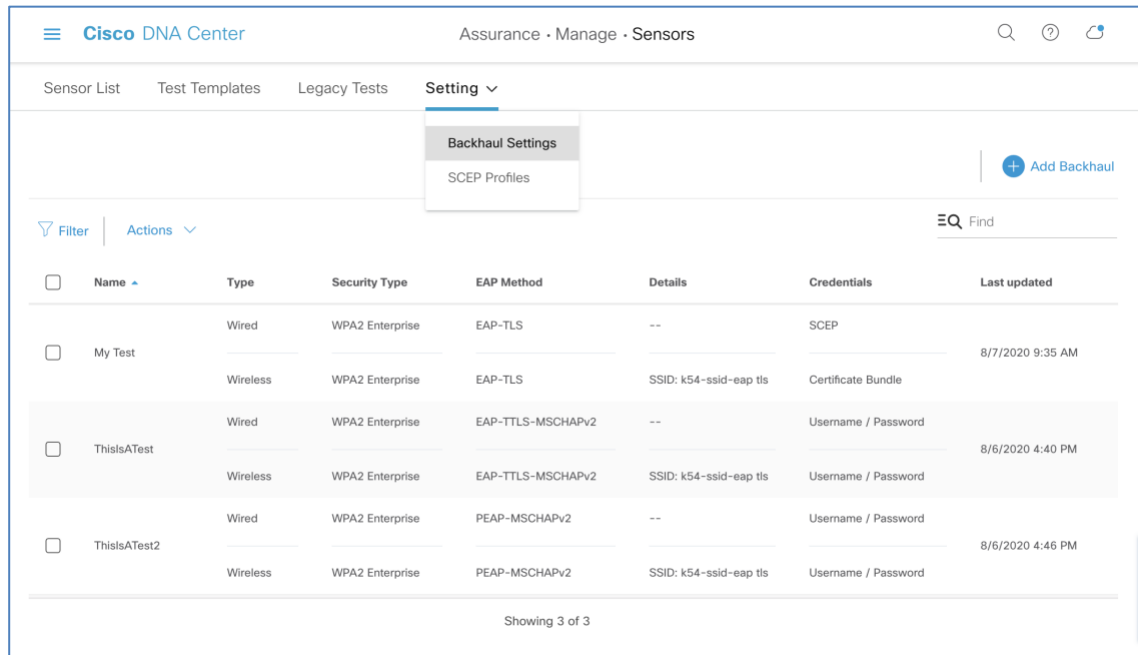 Cisco DNA Center
Assurance · Manage · Sensors
Sensor List Test Templates Legacy Tests Setting
Backhaul Settings
SCEP Profiles
Add Backhaul
Filter Actions
Find
Name Type Security Type EAP Method Details Credentials Last updated
Wired WPA2 Enterprise EAP-TLS -- SCEP
My Test 8/7/2020 9:35 AM
Wireless WPA2 Enterprise EAP-TLS SSID: k54-ssid-eap tls Certificate Bundle
Wired WPA2 Enterprise EAP-TTLS-MSCHAPv2 -- Username / Password
ThisIsATest 8/6/2020 4:40 PM
Wireless WPA2 Enterprise EAP-TTLS-MSCHAPv2 SSID: k54-ssid-eap tls Username / Password
Wired WPA2 Enterprise PEAP-MSCHAPv2 -- Username / Password
ThisIsATest2 8/6/2020 4:46 PM
Wireless WPA2 Enterprise PEAP-MSCHAPv2 SSID: k54-ssid-eap tls Username / Password
Showing 3 of 3